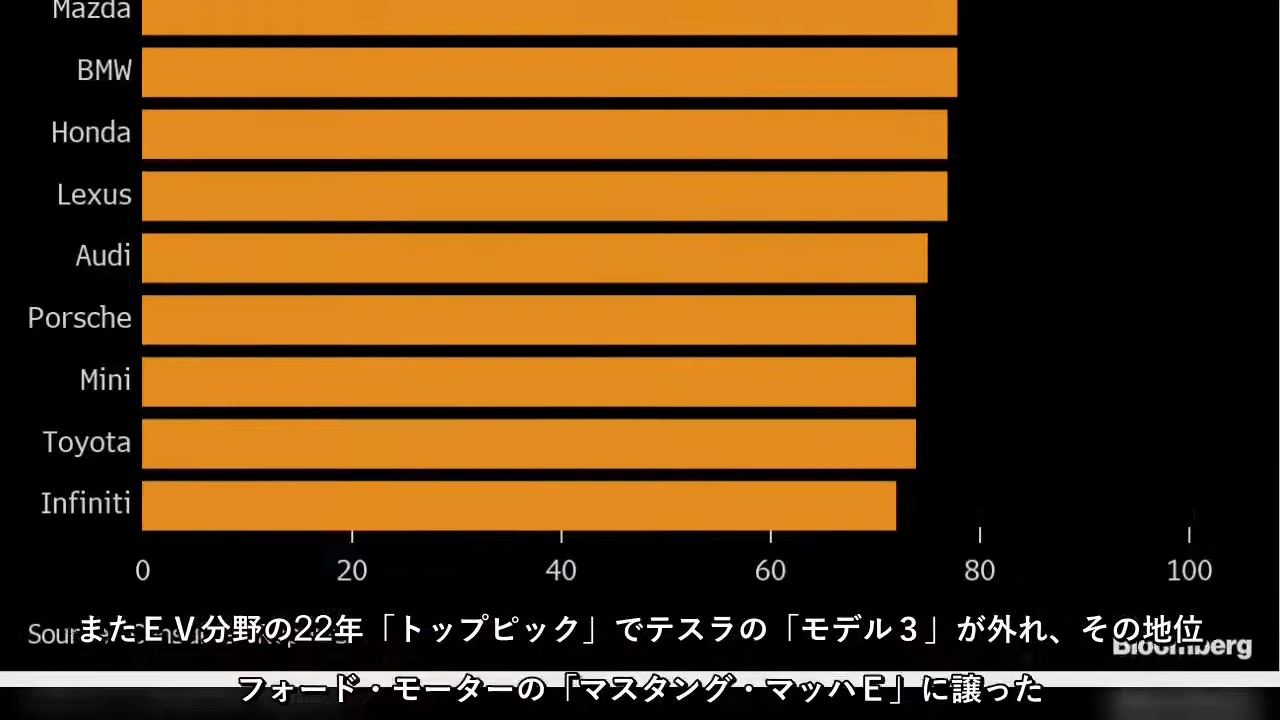 Mazda
BMW
Honda
Lexus
Audi
Porsche
Mini
Toyota
Infiniti
0 20 40 60 80 100
またＥＶ分野の22年「トップピック」でテスラの「モデル３」が外れ、その地位
Bloomberg
フォード・モーターの「マスタング・マッハＥ」に譲った